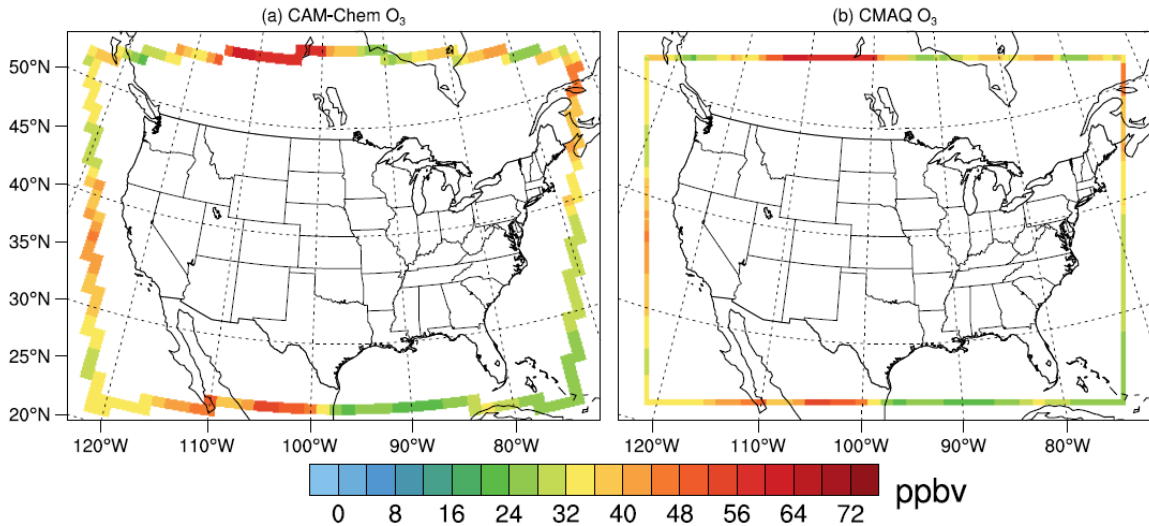 (a) CAM-Chem O₃
(b) CMAQ O₃
50°N
45°N
40°N
35°N
30°N
25°N
20°N
120°W 110°W 100°W 90°W 80°W
120°W 110°W 100°W 90°W 80°W
0 8 16 24 32 40 48 56 64 72
ppbv